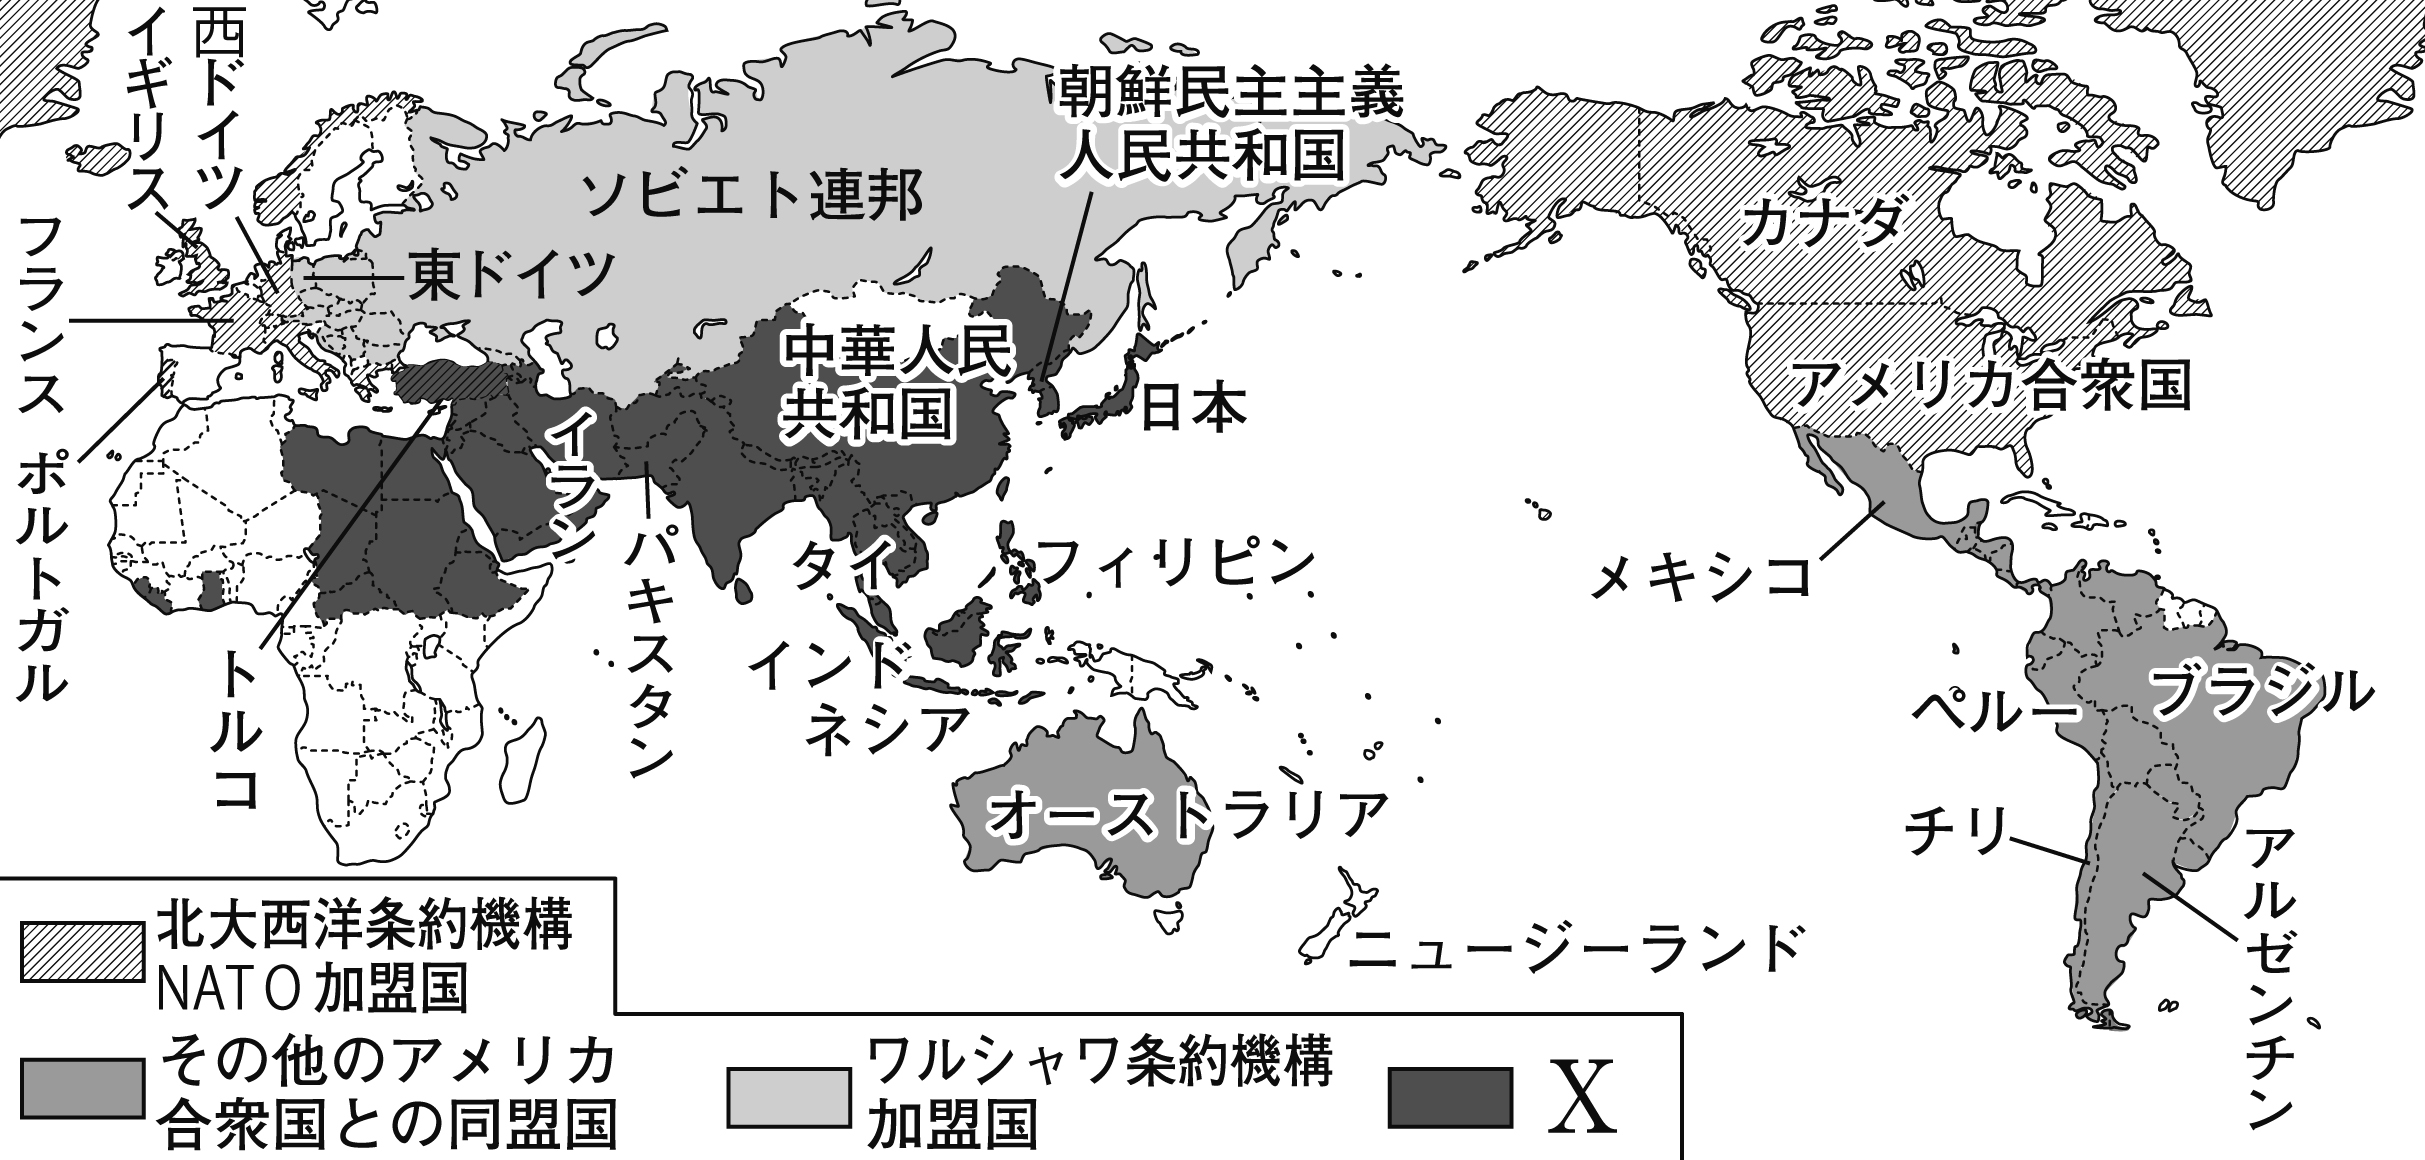 イギリス
西ドイツ
フランス
東ドイツ
ポルトガル
トルコ
ソビエト連邦
朝鮮民主主義
人民共和国
中華人民
共和国
日本
イラン
パキスタン
タイ
フィリピン
インド
ネシア
オーストラリア
ニュージーランド
カナダ
アメリカ合衆国
メキシコ
ペルー
ブラジル
チリ
アルゼンチン
北大西洋条約機構
NATO加盟国
その他のアメリカ
合衆国との同盟国
ワルシャワ条約機構
加盟国
X